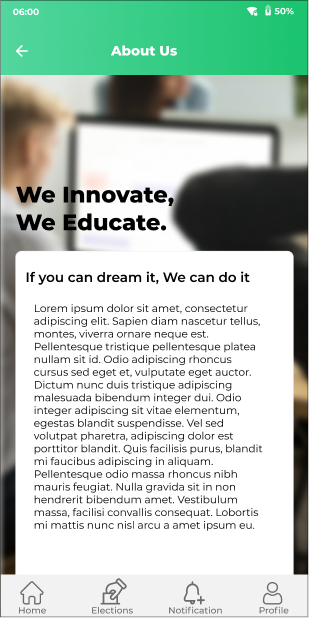 06:00
50%
About Us
We Innovate,
We Educate.
If you can dream it, We can do it
Lorem ipsum dolor sit amet, consectetur
adipiscing elit. Sapien diam nascetur tellus,
montes, viverra ornare neque est.
Pellentesque tristique pellentesque platea
nullam sit id. Odio adipiscing rhoncus
cursus sed eget et, vulputate eget auctor.
Dictum nunc duis tristique adipiscing
malesuada bibendum integer dui. Odio
integer adipiscing sit vitae elementum,
egestas blandit suspendisse. Vel sed
volutpat pharetra, adipiscing dolor est
porttitor blandit. Quis facilisis purus, blandit
mi faucibus adipiscing in aliquam.
Pellentesque odio massa rhoncus nibh
mauris feugiat. Nulla gravida sit in non
hendrerit bibendum amet. Vestibulum
massa, facilisi convallis consequat. Lobortis
mi mattis nunc nisl arcu a amet ipsum eu.
Home
Elections
Notification
Profile